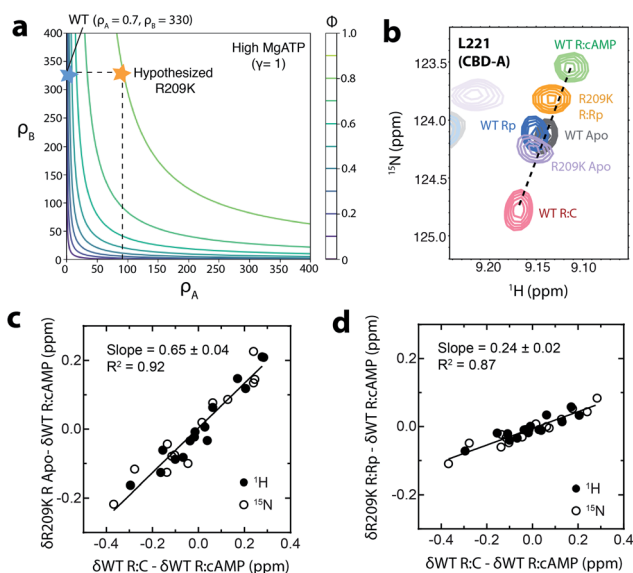 a
WT (ρA = 0.7, ρB = 330)
400
350
300
250
200
150
100
50
0
ρB
High MgATP
(γ= 1)
Hypothesized
R209K
0
50
100
150
200
250
300
350
400
ρA
Φ
1.0
0.8
0.6
0.4
0.2
0
b
L221
(CBD-A)
WT R:cAMP
R209K
R:Rp
WT Rp
WT Apo
R209K Apo
WT R:C
123.5
124.0
124.8
125.0
15N (ppm)
9.20
9.13
9.10
1H (ppm)
c
Slope = 0.65 ± 0.04
R² = 0.92
0.2
0.0
-0.2
δR209K R Apo- δWT R:cAMP (ppm)
1H
15N
-0.4
-0.2
0.0
0.2
0.4
δWT R:C - δWT R:cAMP (ppm)
d
Slope = 0.24 ± 0.02
R² = 0.87
0.2
0.0
-0.2
δR209K R:Rp - δWT R:cAMP (ppm)
1H
15N
-0.4
-0.2
0.0
0.2
0.4
δWT R:C - δWT R:cAMP (ppm)